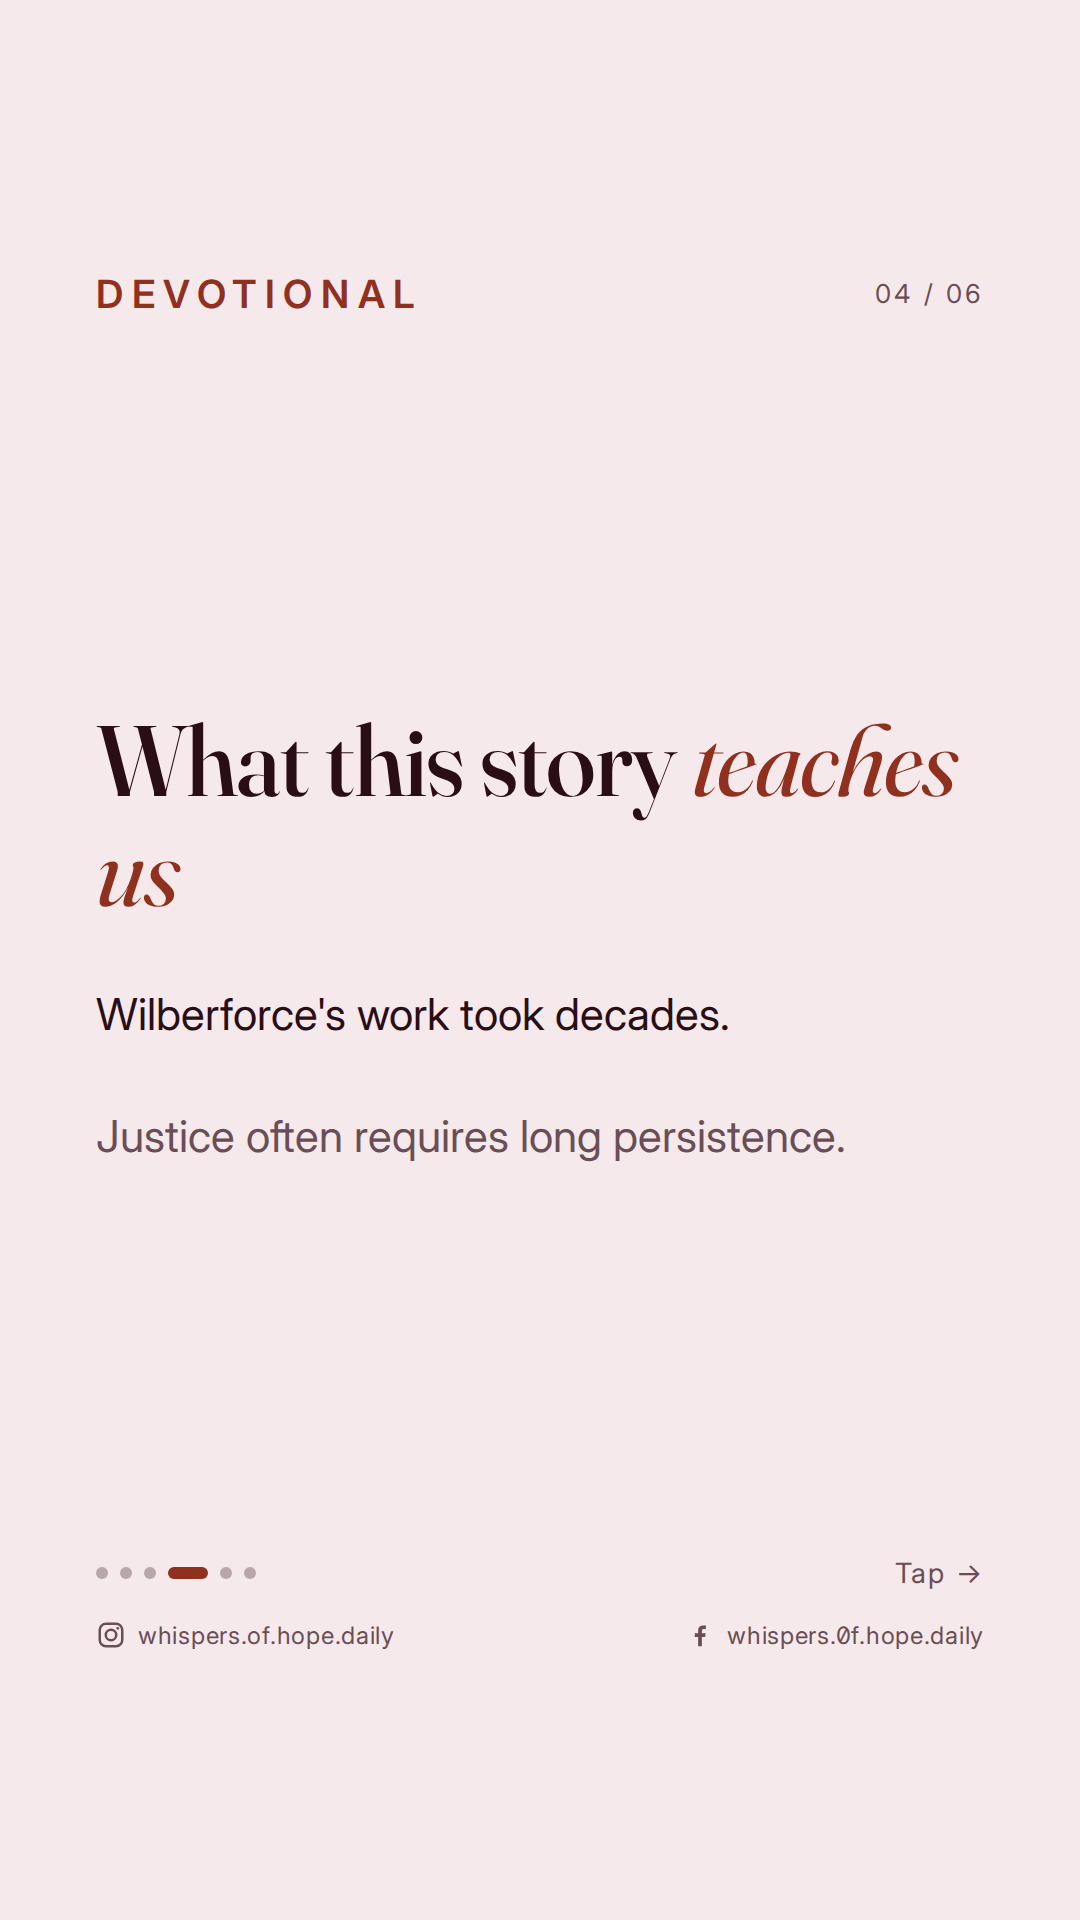 DEVOTIONAL
04 / 06
What this story teaches
us
Wilberforce's work took decades.
Justice often requires long persistence.
Tap →
whispers.of.hope.daily
whispers.0f.hope.daily